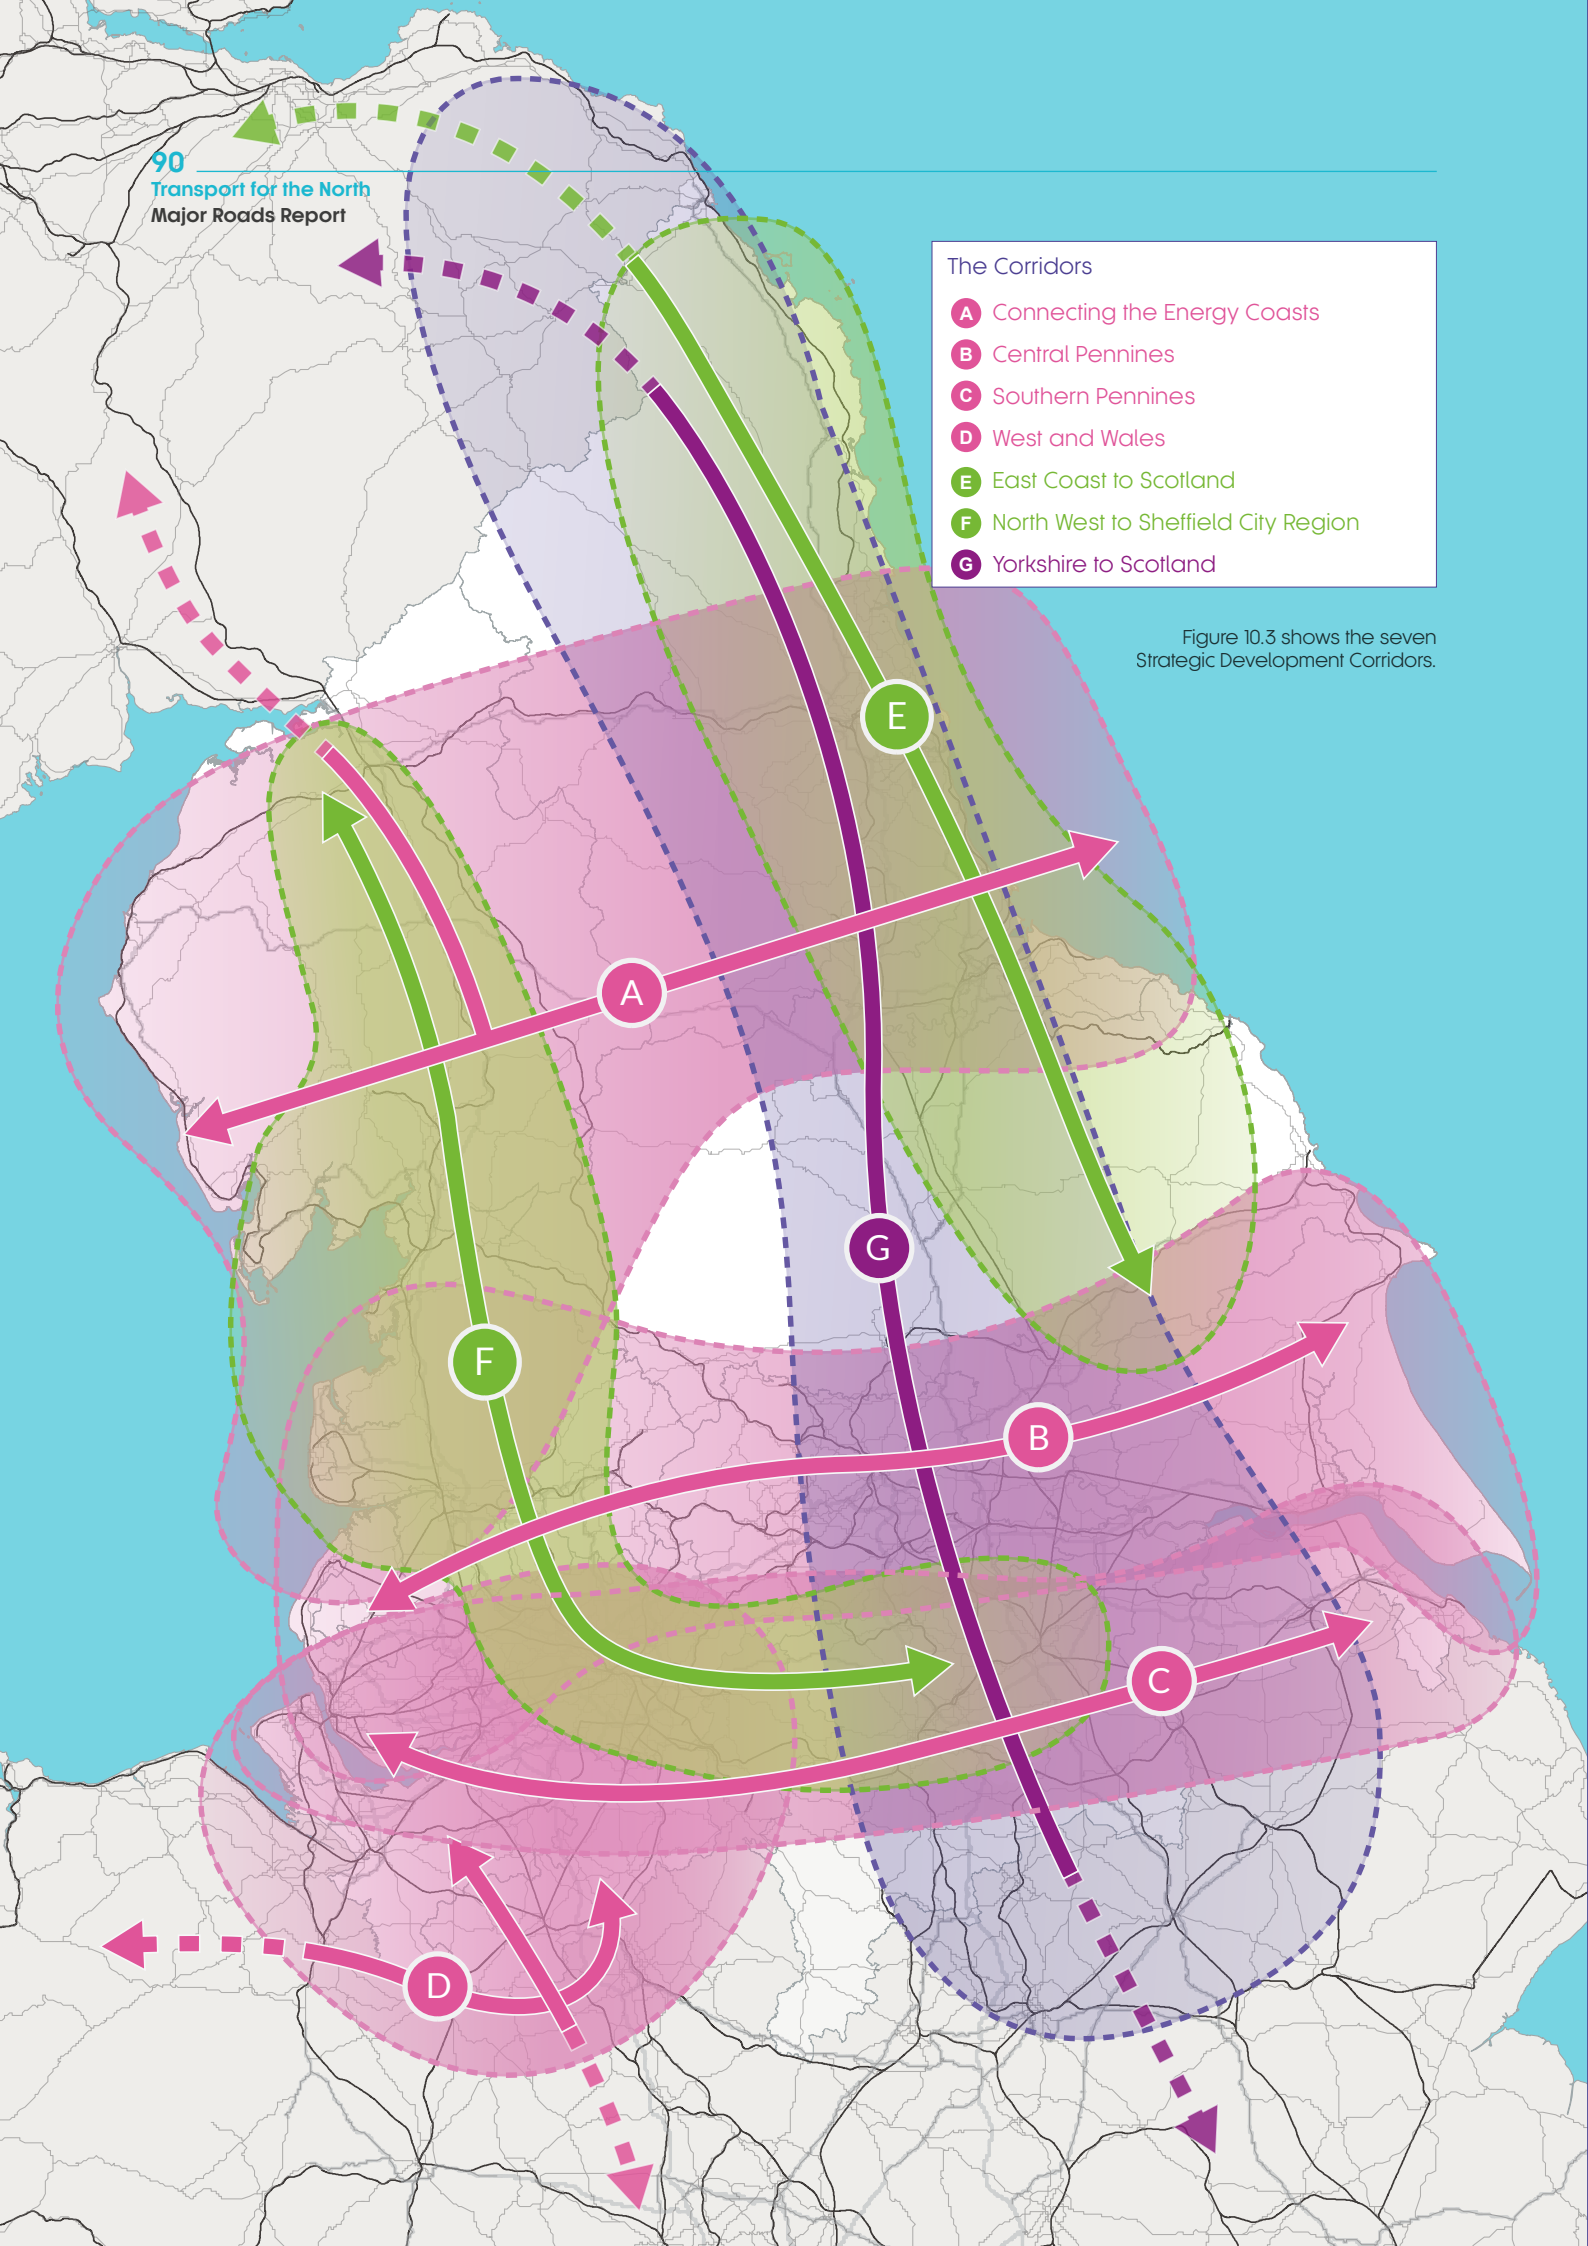 90
Transport for the North
Major Roads Report
The Corridors
A Connecting the Energy Coasts
B Central Pennines
C Southern Pennines
D West and Wales
E East Coast to Scotland
F North West to Sheffield City Region
G Yorkshire to Scotland
Figure 10.3 shows the seven
Strategic Development Corridors.
E
A
G
F
B
C
D